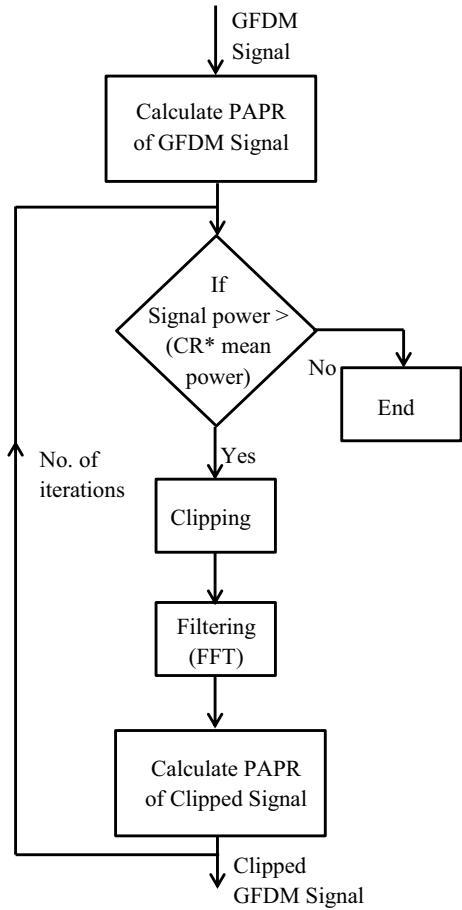 GFDM
Signal
Calculate PAPR
of GFDM Signal
If
Signal power >
(CR* mean
power)
No
End
Yes
No. of
iterations
Clipping
Filtering
(FFT)
Calculate PAPR
of Clipped Signal
Clipped
GFDM Signal